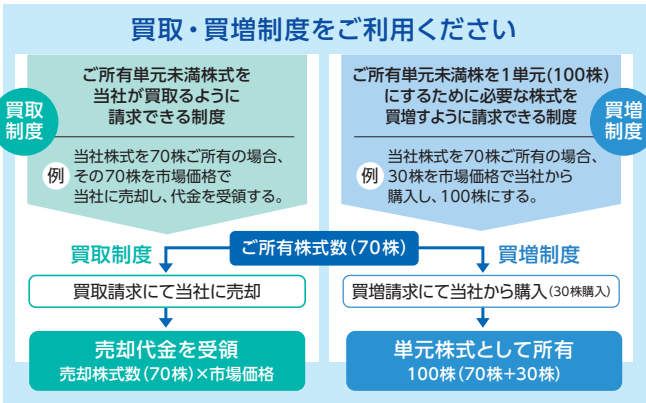 買取・買増制度をご利用ください
買取
制度
ご所有単元未満株式を
当社が買取るように
請求できる制度
例
当社株式を70株ご所有の場合、
その70株を市場価格で
当社に売却し、代金を受領する。
買増
制度
ご所有単元未満株を1単元(100株)
にするために必要な株式を
買増すように請求できる制度
例
当社株式を70株ご所有の場合、
30株を市場価格で当社から
購入し、100株にする。
ご所有株式数(70株)
買取制度
買取請求にて当社に売却
売却代金を受領
売却株式数(70株)×市場価格
買増制度
買増請求にて当社から購入(30株購入)
単元株式として所有
100株(70株+30株)